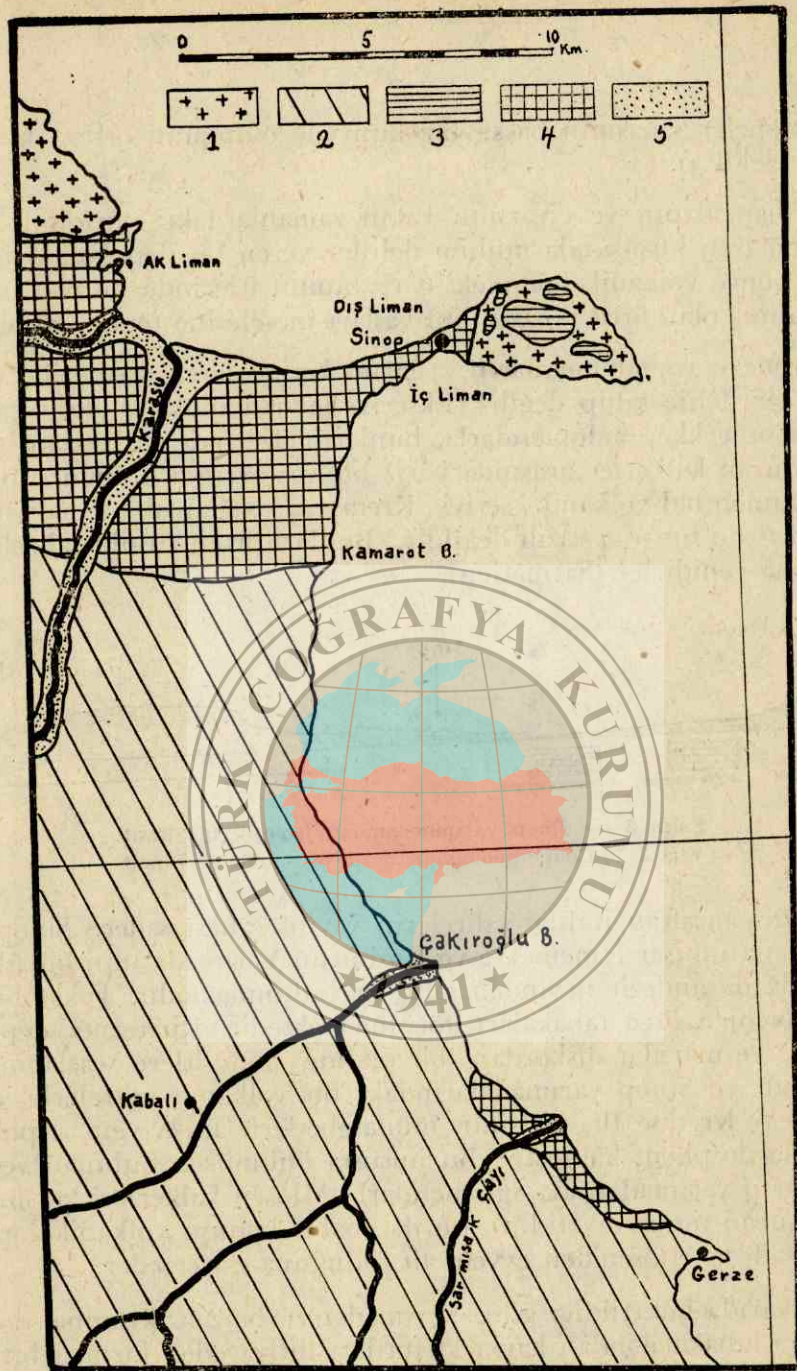 0 5 10
Km.
1 2 3 4 5
AK Liman
Dış Liman
Sinop
İç Liman
Karasu
Kamarot B.
TÜRK COĞRAFYA KURUMU
Çakıroğlu B.
★ 1941 ★
Kabalı
Sarmısak Çayı
Gerze